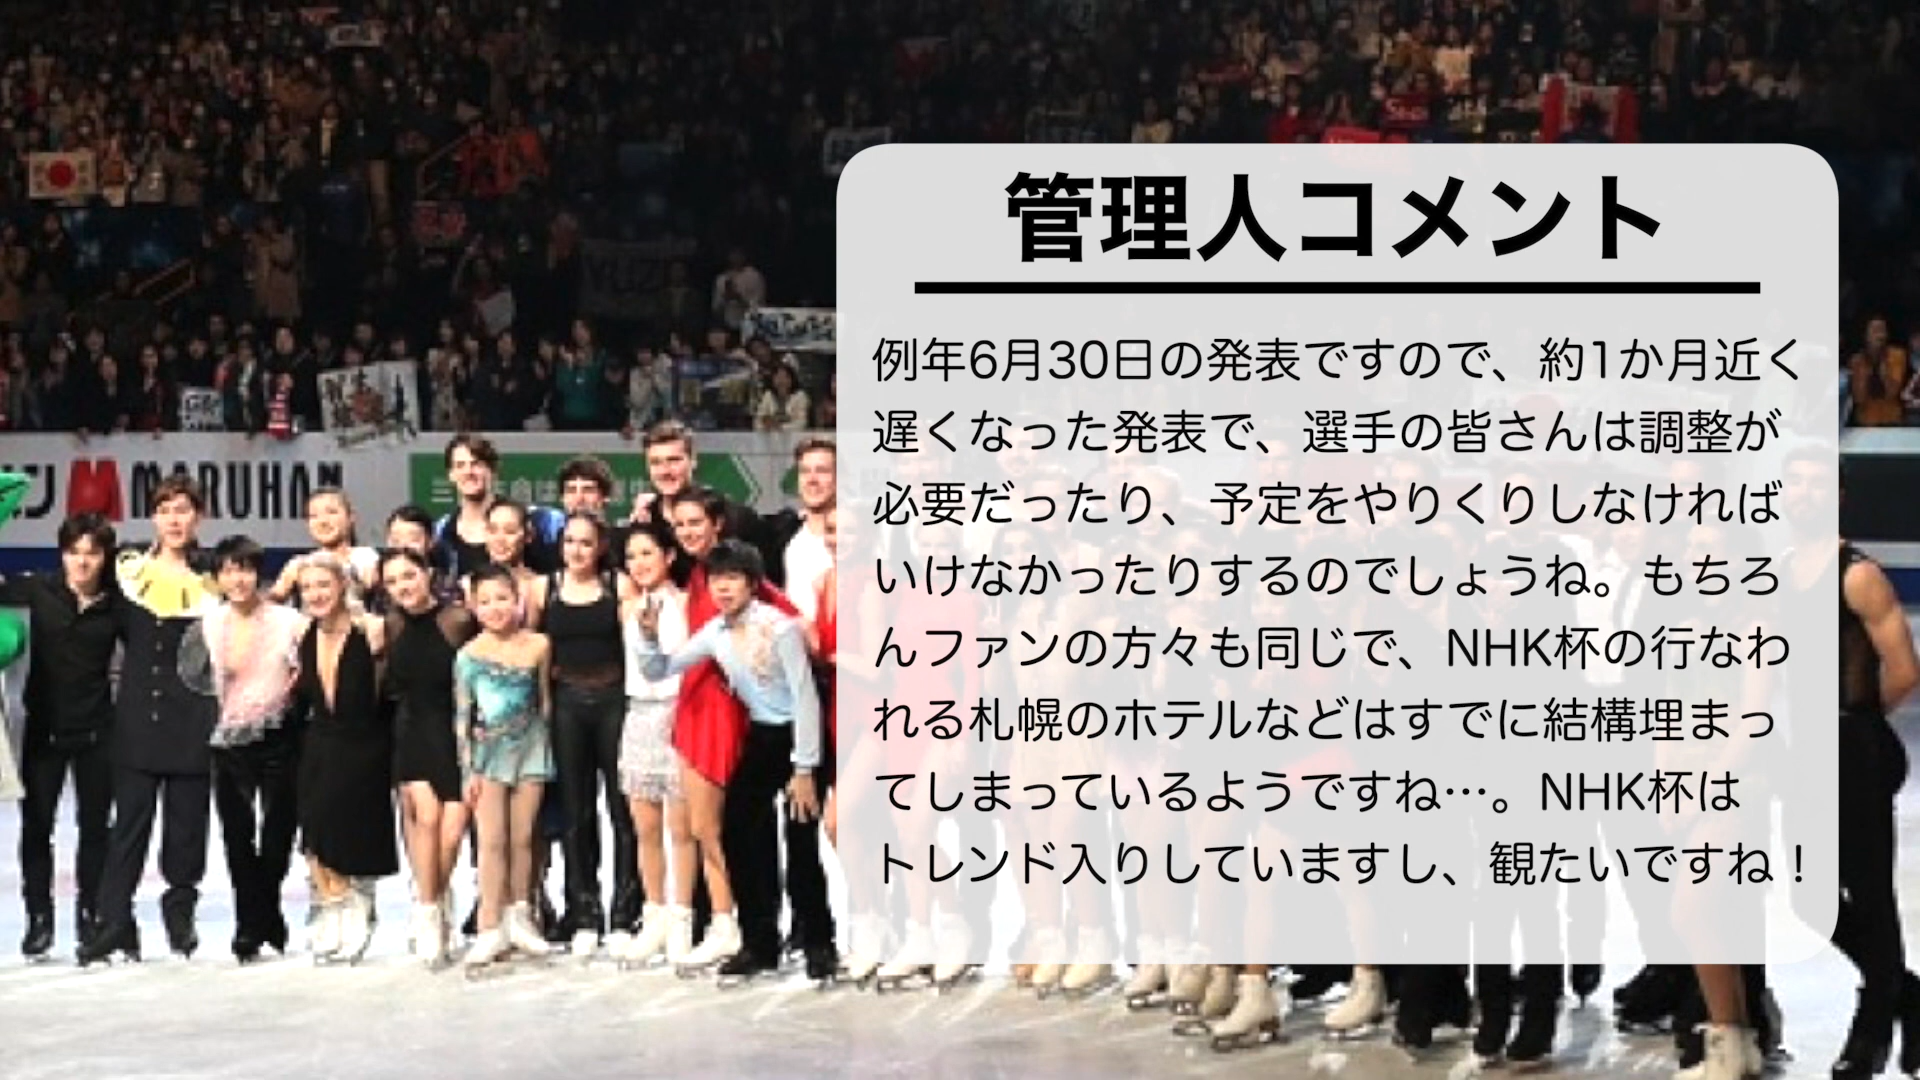 管理人コメント
例年6月30日の発表ですので、約1か月近く
遅くなった発表で、選手の皆さんは調整が
必要だったり、予定をやりくりしなければ
いけなかったりするのでしょうね。もちろ
んファンの方々も同じで、NHK杯の行なわ
れる札幌のホテルなどはすでに結構埋まっ
てしまっているようですね…。NHK杯は
トレンド入りしていますし、観たいですね！
MARUHAN